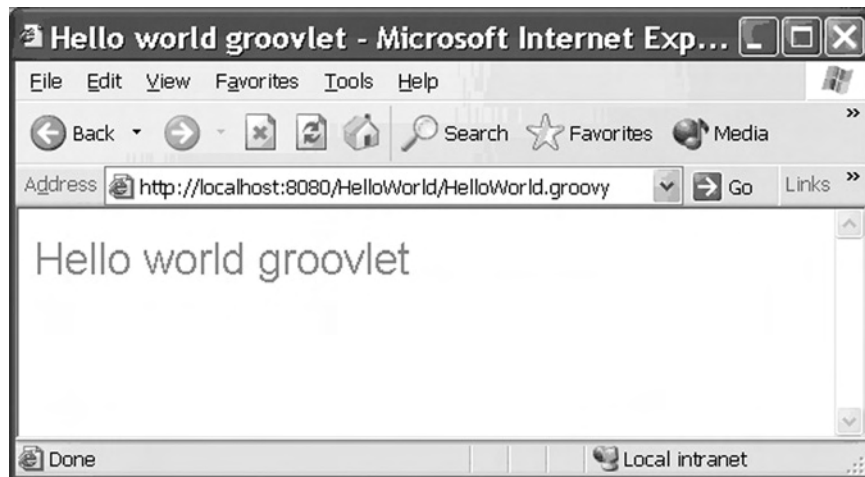 Hello world groovlet - Microsoft Internet Exp...
File Edit View Favorites Tools Help
Back Search Favorites Media »
Address http://localhost:8080/HelloWorld/HelloWorld.groovy Go Links »
Hello world groovlet
Done Local intranet